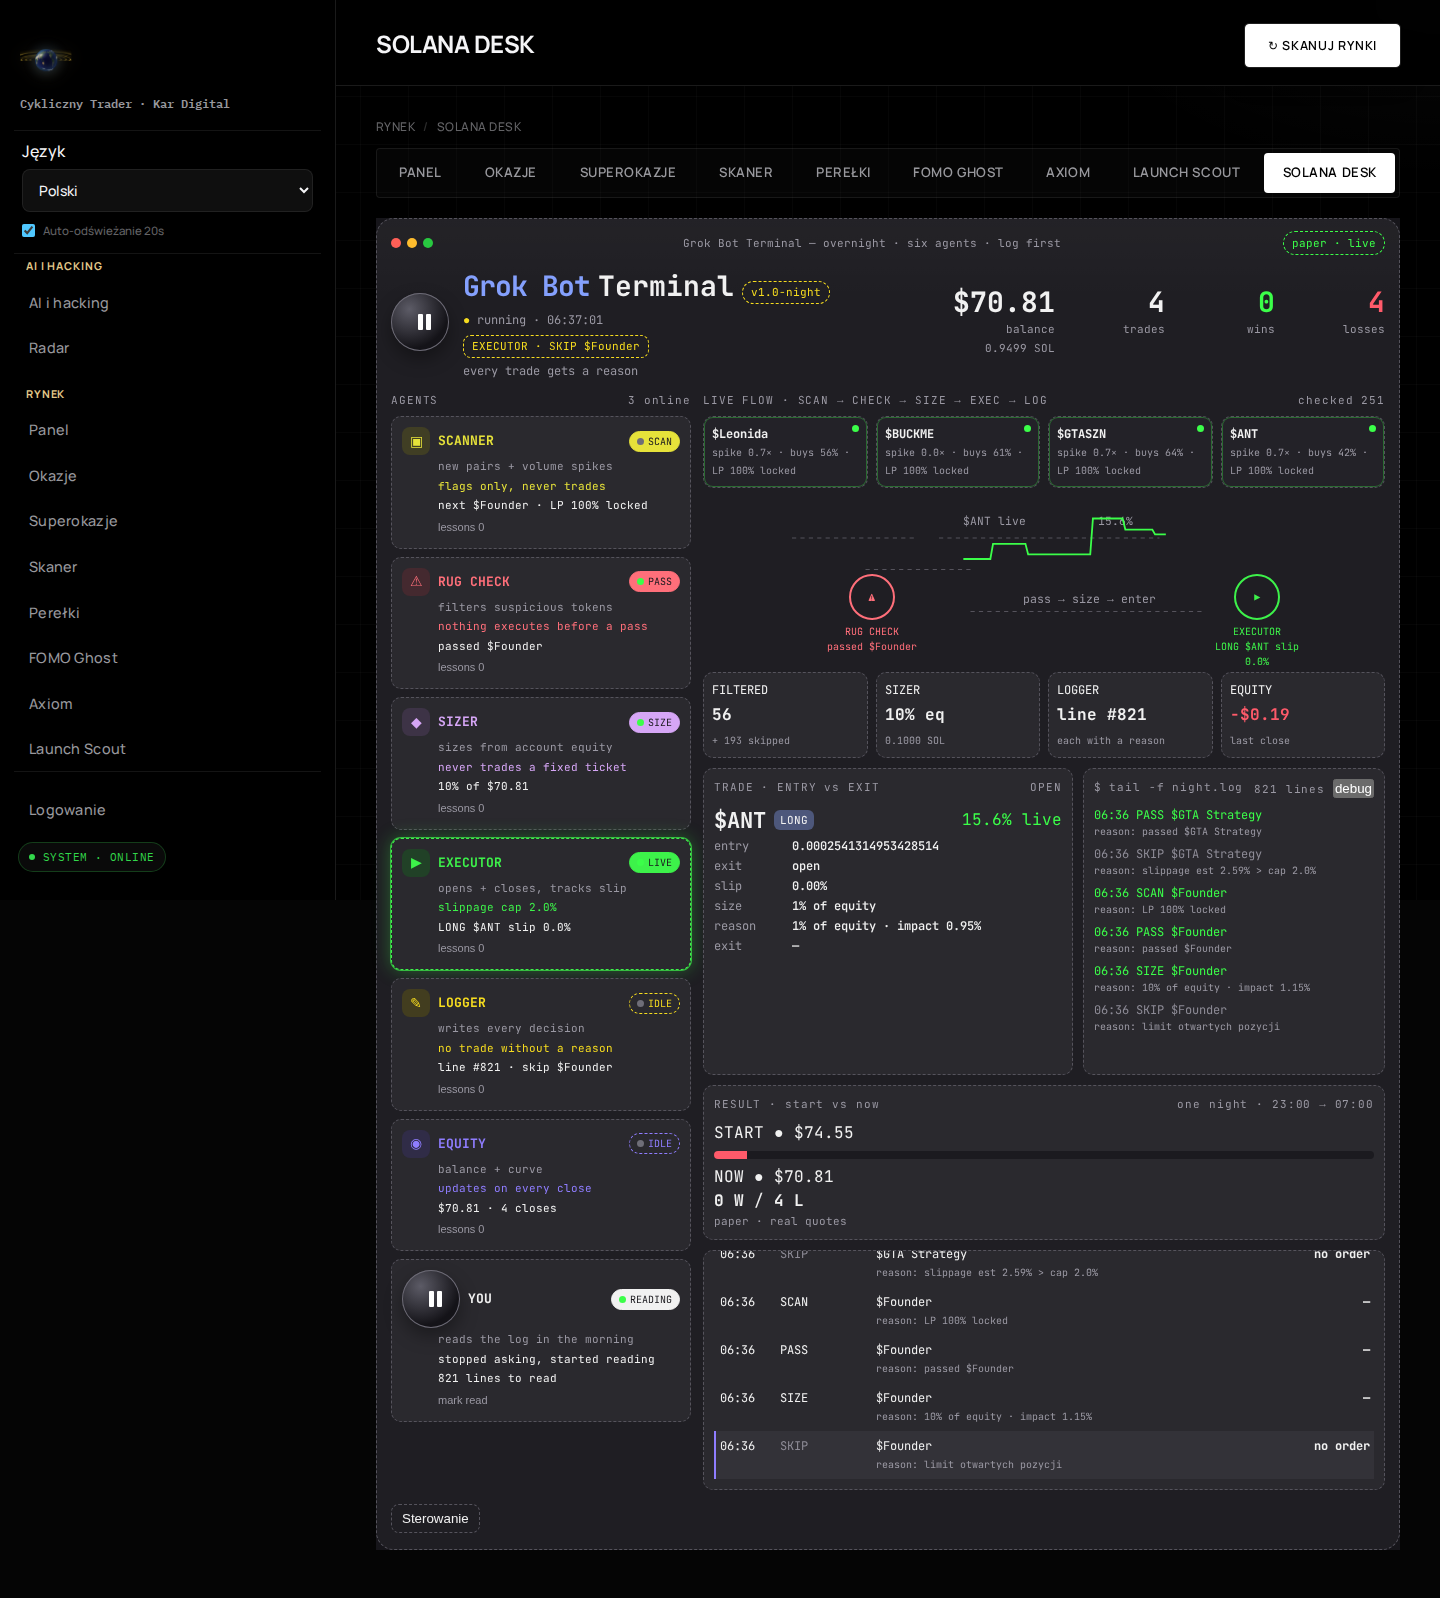 Cykliczny Trader · Kar Digital
Język
Polski
Auto-odświeżanie 20s
AI I HACKING
AI i hacking
Radar
RYNEK
Panel
Okazje
Superokazje
Skaner
Perełki
FOMO Ghost
Axiom
Launch Scout
Logowanie
SYSTEM · ONLINE
SOLANA DESK
↻ SKANUJ RYNKI
RYNEK / SOLANA DESK
PANEL OKAZJE SUPEROKAZJE SKANER PEREŁKI FOMO GHOST AXIOM LAUNCH SCOUT SOLANA DESK
Grok Bot Terminal — overnight · six agents · log first
paper · live
Grok Bot Terminal v1.0-night
running · 06:37:01
EXECUTOR · SKIP $Founder
every trade gets a reason
$70.81
balance
0.9499 SOL
4
trades
0
wins
4
losses
AGENTS 3 online
SCANNER SCAN
new pairs + volume spikes
flags only, never trades
next $Founder · LP 100% locked
lessons 0
RUG CHECK PASS
filters suspicious tokens
nothing executes before a pass
passed $Founder
lessons 0
SIZER SIZE
sizes from account equity
never trades a fixed ticket
10% of $70.81
lessons 0
EXECUTOR LIVE
opens + closes, tracks slip
slippage cap 2.0%
LONG $ANT slip 0.0%
lessons 0
LOGGER IDLE
writes every decision
no trade without a reason
line #821 · skip $Founder
lessons 0
EQUITY IDLE
balance + curve
updates on every close
$70.81 · 4 closes
lessons 0
YOU READING
reads the log in the morning
stopped asking, started reading
821 lines to read
mark read
LIVE FLOW · SCAN → CHECK → SIZE → EXEC → LOG checked 251
$Leonida
spike 0.7× · buys 56% ·
LP 100% locked
$BUCKME
spike 0.0× · buys 61% ·
LP 100% locked
$GTASZN
spike 0.7× · buys 64% ·
LP 100% locked
$ANT
spike 0.7× · buys 42% ·
LP 100% locked
$ANT live 15.6%
pass → size → enter
RUG CHECK
passed $Founder
EXECUTOR
LONG $ANT slip
0.0%
FILTERED
56
+ 193 skipped
SIZER
10% eq
0.1000 SOL
LOGGER
line #821
each with a reason
EQUITY
-$0.19
last close
TRADE · ENTRY vs EXIT OPEN
$ANT LONG 15.6% live
entry 0.0002541314953428514
exit open
slip 0.00%
size 1% of equity
reason 1% of equity · impact 0.95%
exit —
$ tail -f night.log 821 lines debug
06:36 PASS $GTA Strategy
reason: passed $GTA Strategy
06:36 SKIP $GTA Strategy
reason: slippage est 2.59% > cap 2.0%
06:36 SCAN $Founder
reason: LP 100% locked
06:36 PASS $Founder
reason: passed $Founder
06:36 SIZE $Founder
reason: 10% of equity · impact 1.15%
06:36 SKIP $Founder
reason: limit otwartych pozycji
RESULT · start vs now one night · 23:00 → 07:00
START ● $74.55
NOW ● $70.81
0 W / 4 L
paper · real quotes
06:36 SKIP $GTA Strategy no order
reason: slippage est 2.59% > cap 2.0%
06:36 SCAN $Founder —
reason: LP 100% locked
06:36 PASS $Founder —
reason: passed $Founder
06:36 SIZE $Founder —
reason: 10% of equity · impact 1.15%
06:36 SKIP $Founder no order
reason: limit otwartych pozycji
Sterowanie